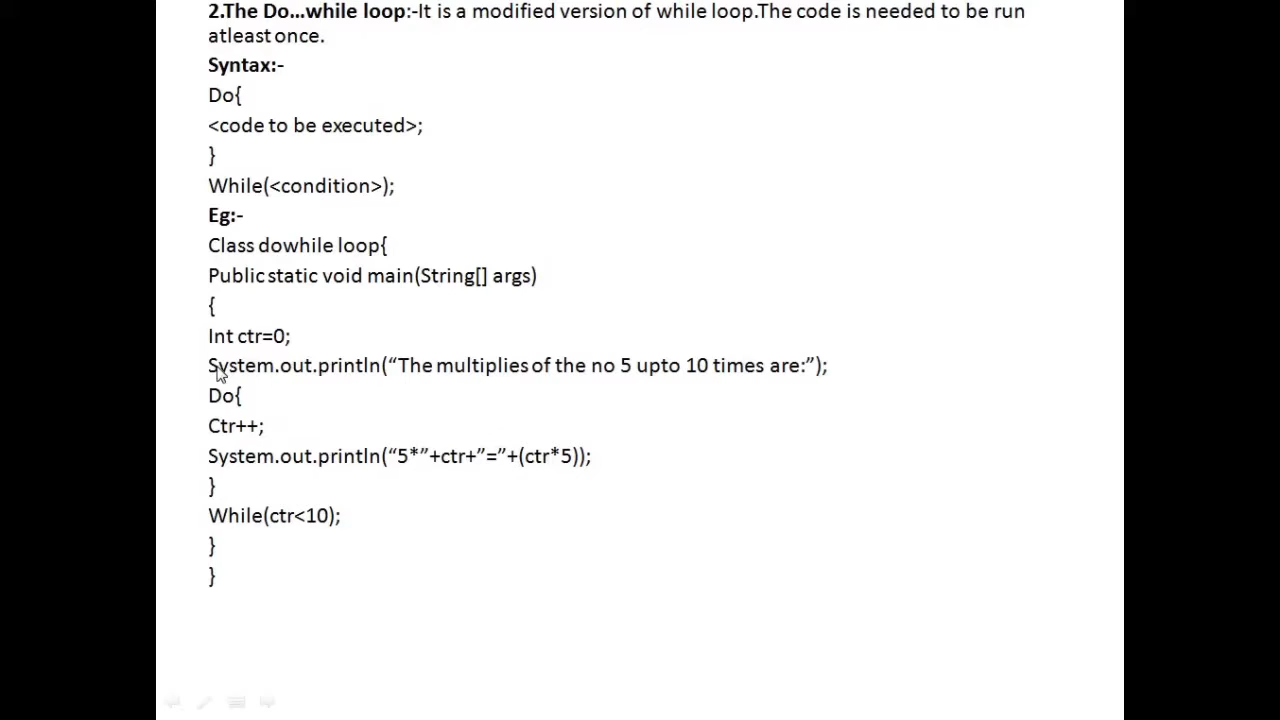 2.The Do...while loop:-It is a modified version of while loop.The code is needed to be run
atleast once.
Syntax:-
Do{
<code to be executed>;
}
While(<condition>);
Eg:-
Class dowhile loop{
Public static void main(String[] args)
{
Int ctr=0;
System.out.println(“The multiplies of the no 5 upto 10 times are:”);
Do{
Ctr++;
System.out.println(“5*”+ctr+”=”+(ctr*5));
}
While(ctr<10);
}
}